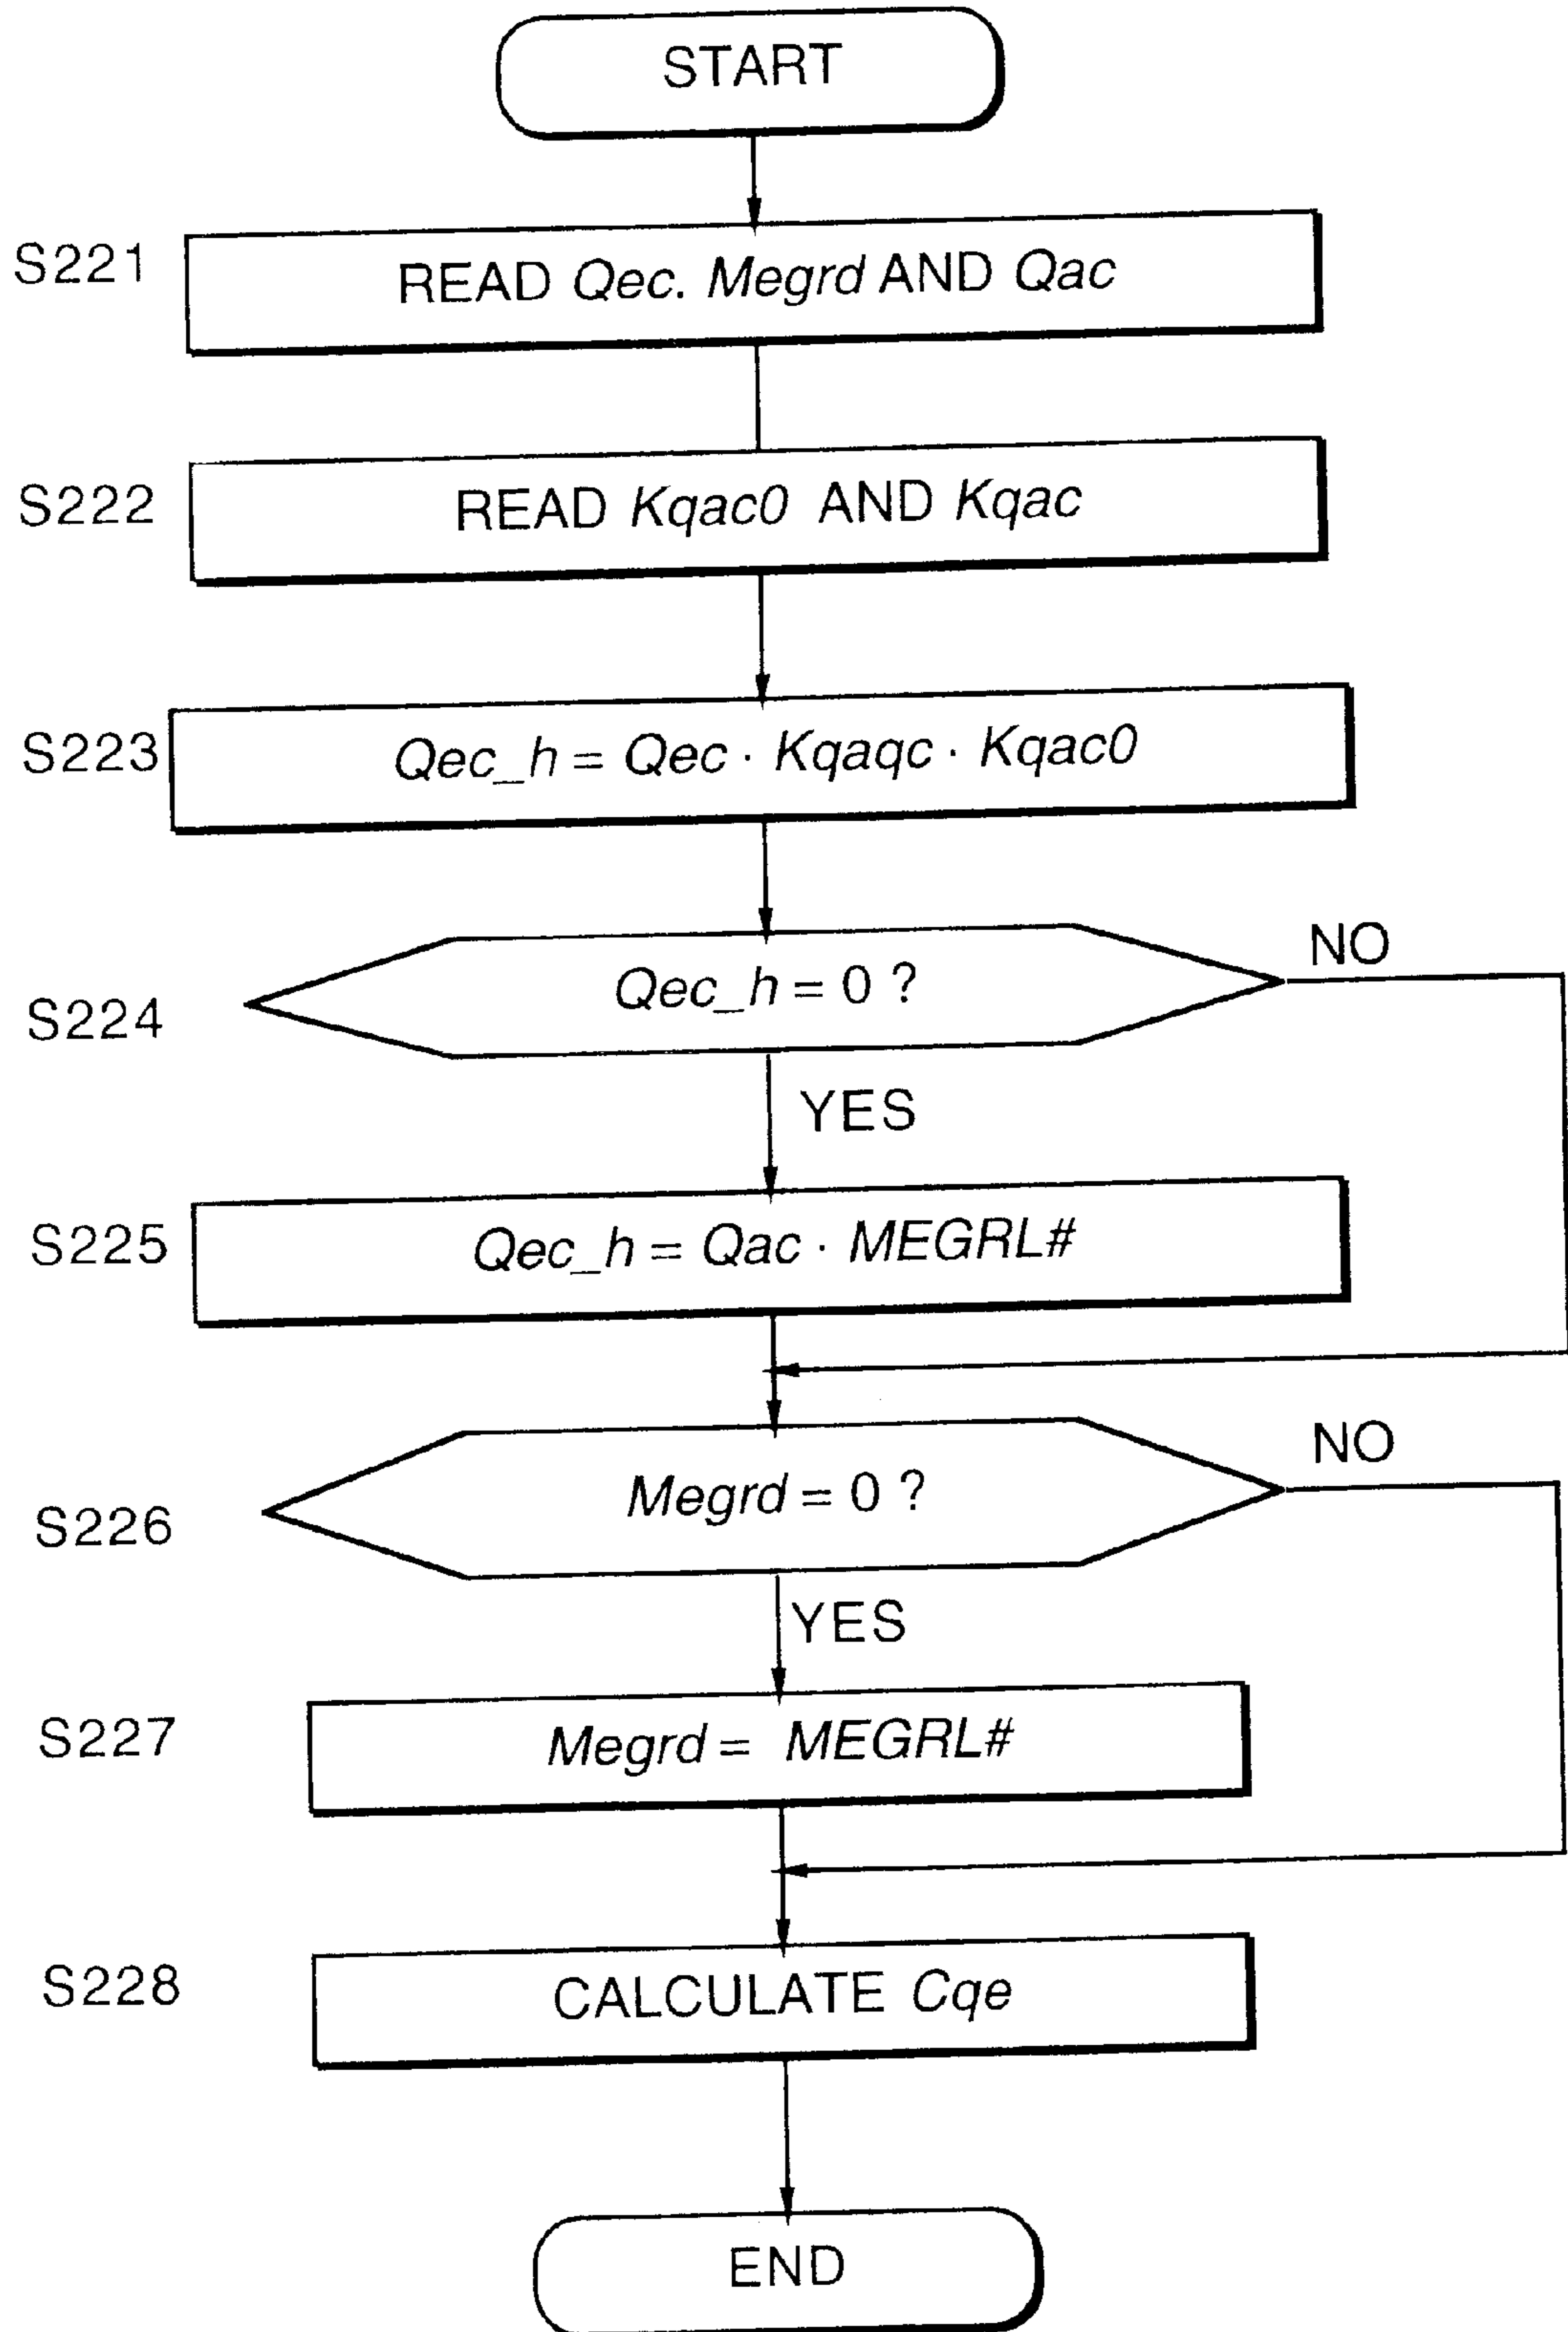 START
S221
READ Qec. Megrd AND Qac
S222
READ Kqac0 AND Kqac
S223
Qec_h = Qec · Kqaqc · Kqac0
S224
Qec_h = 0 ?
NO
YES
S225
Qec_h = Qac · MEGRL#
S226
Megrd = 0 ?
NO
YES
S227
Megrd = MEGRL#
S228
CALCULATE Cqe
END